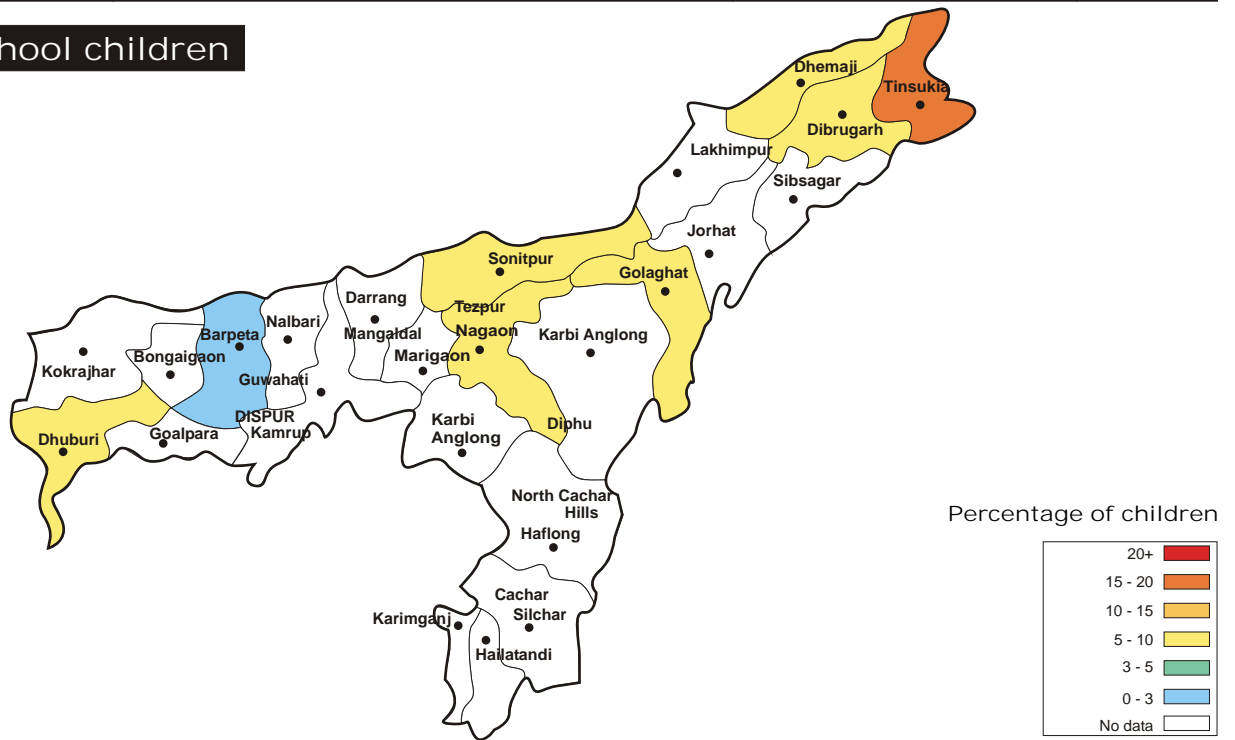 hool children
Dhemaji
Tinsukia
Dibrugarh
Lakhimpur
Sibsagar
Jorhat
Sonitpur
Golaghat
Darrang
Tezpur
Nalbari
Nagaon
Barpeta
Mangaldal
Karbi Anglong
Bongaigaon
Marigaon
Kokrajhar
Guwahati
DISPUR
Kamrup
Karbi
Anglong
Diphu
Dhuburi
Goalpara
North Cachar
Hills
Haflong
Cachar
Silchar
Karimganj
Hailatandi
Percentage of children
20+
15 - 20
10 - 15
5 - 10
3 - 5
0 - 3
No data